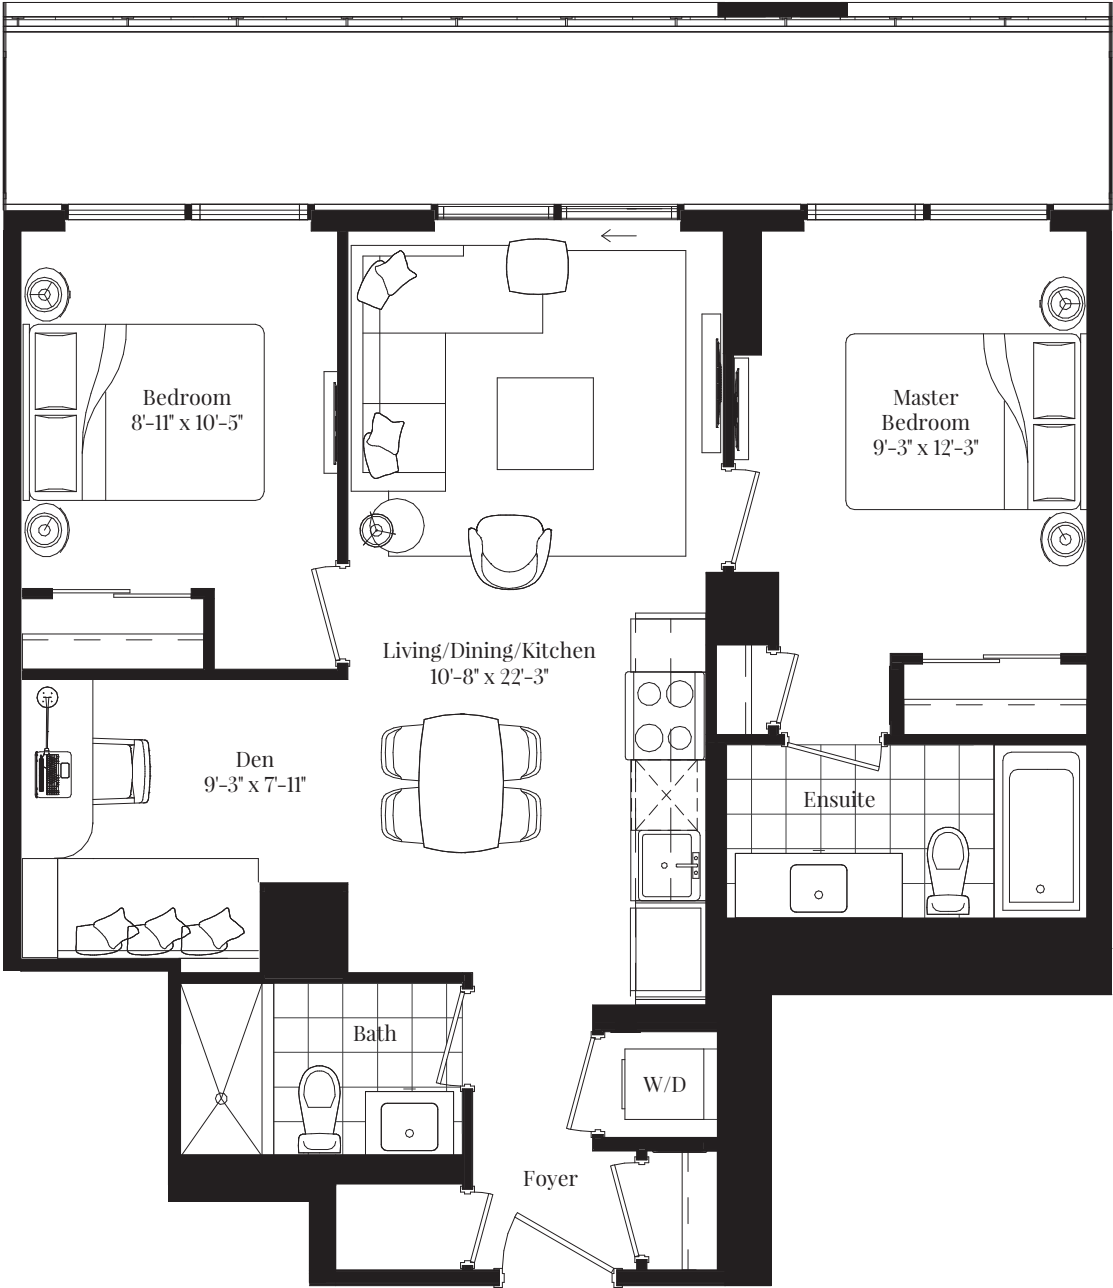 Bedroom
8'-11" x 10'-5"
Master
Bedroom
9'-3" x 12'-3"
Living/Dining/Kitchen
10'-8" x 22'-3"
Den
9'-3" x 7'-11"
Ensuite
Bath
W/D
Foyer